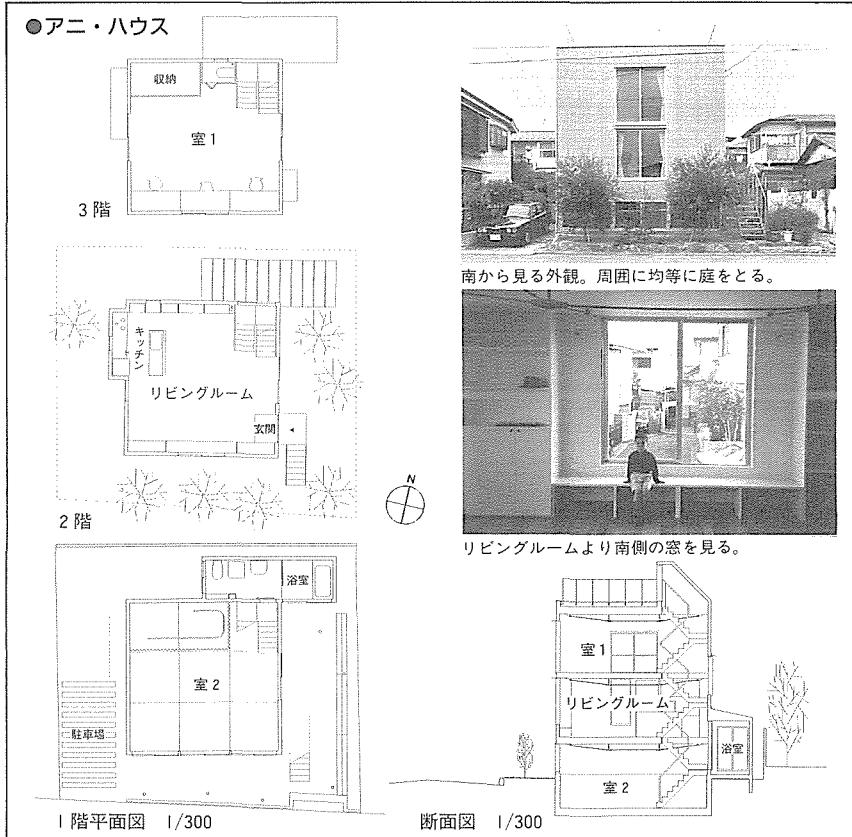 ●アニ・ハウス
収納
室1
3階
南から見る外観。周囲に均等に庭をとる。
キッチン
リビングルーム
玄関
N
2階
リビングルームより南側の窓を見る。
浴室
室2
駐車場
1階平面図 1/300
室1
リビングルーム
浴室
室2
断面図 1/300